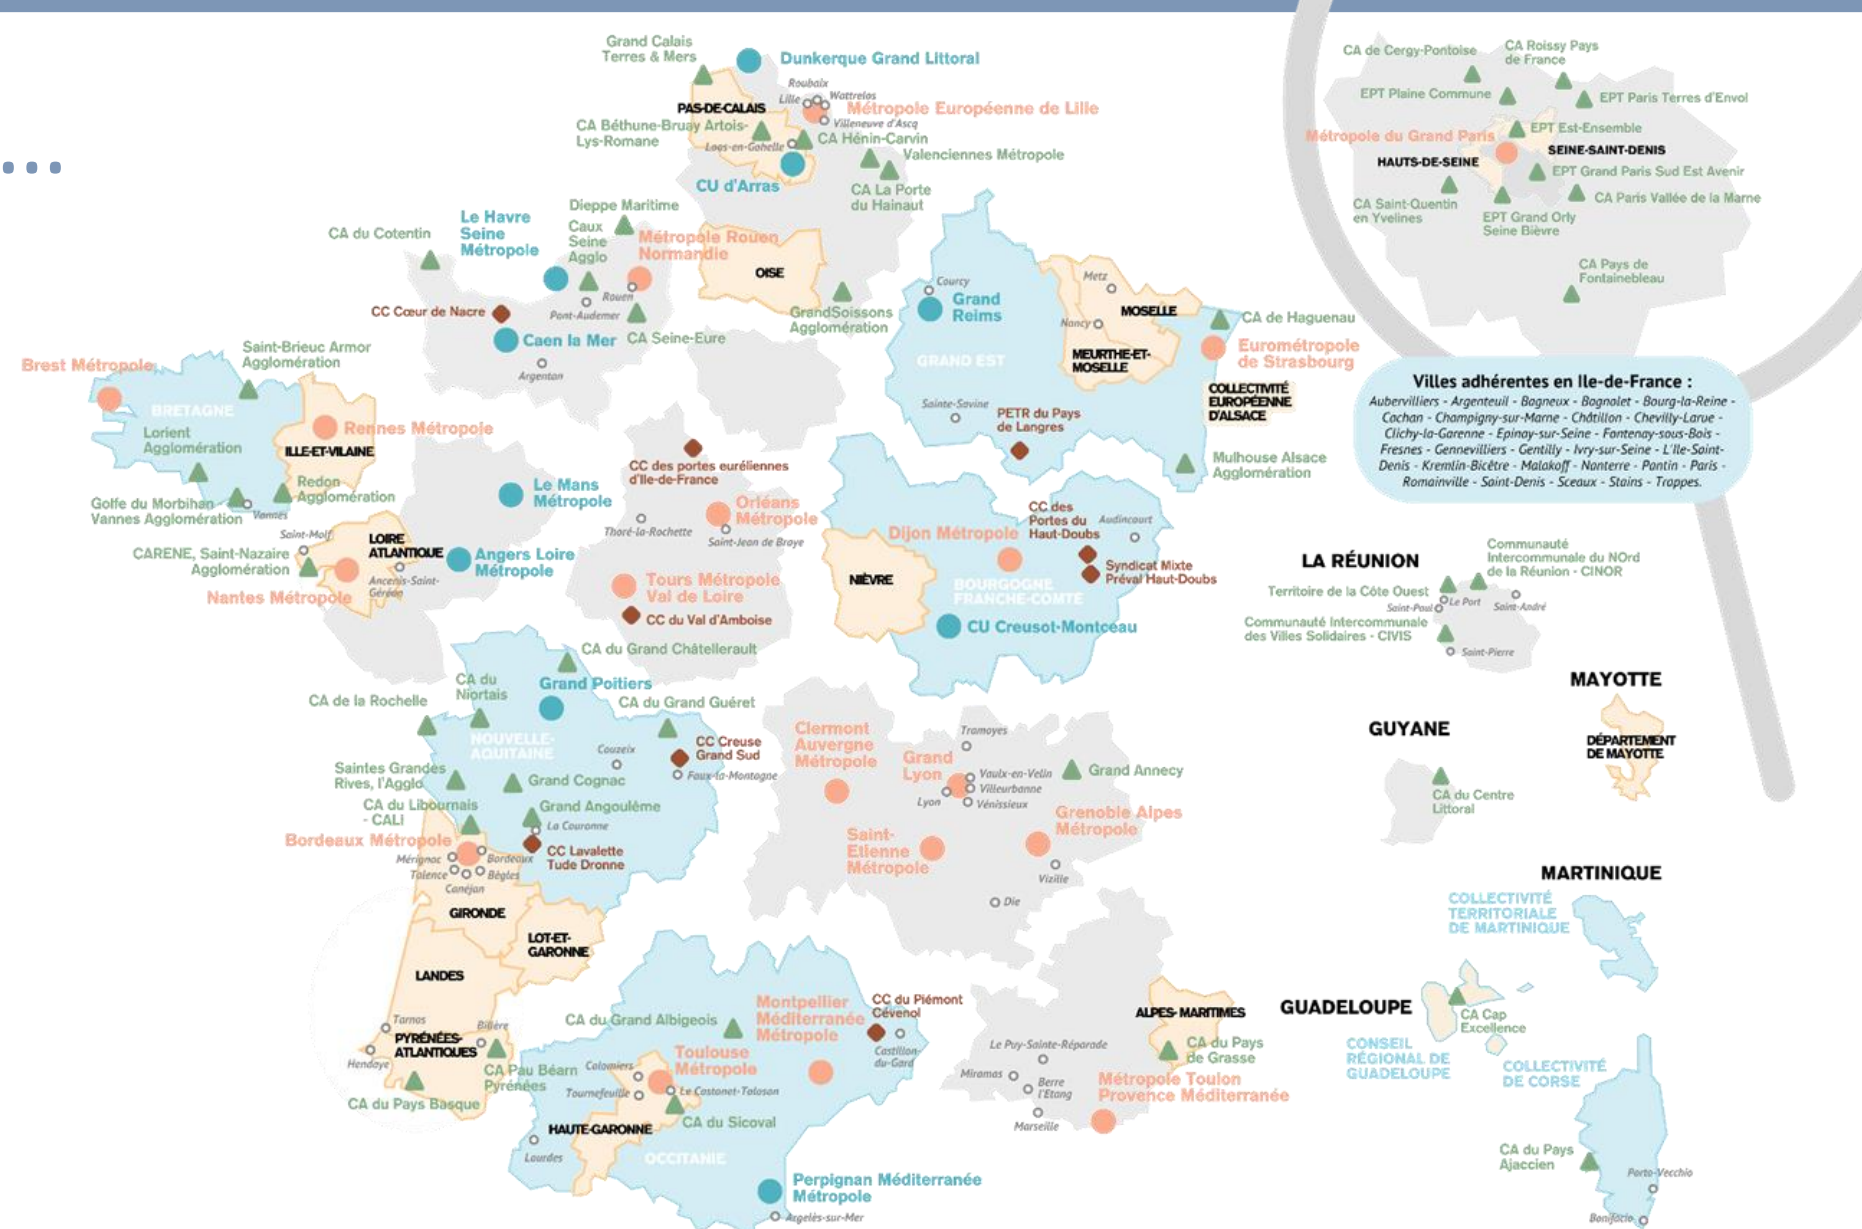 Grand Calais
Terres & Mers
Dunkerque Grand Littoral
Roubaix
Lille
Wattrelos
PAS-DE-CALAIS
Métropole Européenne de Lille
Villeneuve d'Ascq
CA Béthune-Bruay Artois-
Lys-Romane
Loos-en-Gohelle
CA Hénin-Carvin
Valenciennes Métropole
CU d'Arras
CA La Porte
du Hainaut
Dieppe Maritime
Le Havre
Seine
Métropole
Caux
Seine
Agglo
CA du Cotentin
Métropole Rouen
Normandie
OISE
Rouen
CC Cœur de Nacre
Pont-Audemer
GrandSoissons
Agglomération
Caen la Mer
CA Seine-Eure
Argentan
Courcy
Grand
Reims
Metz
MOSELLE
Nancy
CA de Haguenau
GRAND EST
MEURTHE-ET-
MOSELLE
Eurométropole
de Strasbourg
COLLECTIVITÉ
EUROPÉENNE
D'ALSACE
Sainte-Savine
PETR du Pays
de Langres
Mulhouse Alsace
Agglomération
Brest Métropole
Saint-Brieuc Armor
Agglomération
BRETAGNE
Lorient
Agglomération
Rennes Métropole
ILLE-ET-VILAINE
Redon
Agglomération
Golfe du Morbihan
Vannes Agglomération
Vannes
Le Mans
Métropole
Saint-Molf
LOIRE
ATLANTIQUE
CARENE, Saint-Nazaire
Agglomération
Angers Loire
Métropole
Ancenis-Saint-
Géréon
Nantes Métropole
CC des portes euréliennes
d'Ile-de-France
Orléans
Métropole
Thoré-la-Rochette
Saint-Jean de Braye
Tours Métropole
Val de Loire
CC du Val d'Amboise
CC des
Portes du
Haut-Doubs
Audincourt
Dijon Métropole
NIÈVRE
BOURGOGNE
FRANCHE-COMTE
Syndicat Mixte
Préval Haut-Doubs
CU Creusot-Montceau
CA du Grand Châtellerault
CA du
Niortais
Grand Poitiers
CA de la Rochelle
CA du Grand Guéret
NOUVELLE-
AQUITAINE
Couzeix
CC Creuse
Grand Sud
Faux-la-Montagne
Saintes Grandes
Rives, l'Agglo
Grand Cognac
CA du Libournais
- CALI
Grand Angoulême
La Couronne
Bordeaux Métropole
CC Lavalette
Tude Dronne
Mérignac
Bordeaux
Talence
Bègles
Canéjan
GIRONDE
LOT-ET-
GARONNE
LANDES
Tarnos
Billère
PYRÉNÉES-
ATLANTIQUES
Hendaye
CA Pau Béarn
Pyrénées
CA du Pays Basque
Clermont
Auvergne
Métropole
Tramoyes
Grand
Lyon
Vaulx-en-Velin
Villeurbanne
Lyon
Vénissieux
Grand Annecy
Saint-
Etienne
Métropole
Grenoble Alpes
Métropole
Vizille
Die
CA du Grand Albigeois
Montpellier
Méditerranée
Métropole
CC du Piémont
Cévenol
Castillon-
du-Gard
Colomiers
Toulouse
Métropole
Tournefeuille
Le Castanet-Tolosan
CA du Sicoval
HAUTE-GARONNE
Lourdes
OCCITANIE
Perpignan Méditerranée
Métropole
Argelès-sur-Mer
ALPES- MARITIMES
CA du Pays
de Grasse
Le Puy-Sainte-Réparade
Miramas
Berre
l'Etang
Marseille
Métropole Toulon
Provence Méditerranée
CA de Cergy-Pontoise
CA Roissy Pays
de France
EPT Plaine Commune
EPT Paris Terres d'Envol
Métropole du Grand Paris
EPT Est-Ensemble
HAUTS-DE-SEINE
SEINE-SAINT-DENIS
EPT Grand Paris Sud Est Avenir
CA Saint-Quentin
en Yvelines
CA Paris Vallée de la Marne
EPT Grand Orly
Seine Bièvre
CA Pays de
Fontainebleau
Villes adhérentes en Ile-de-France :
Aubervilliers - Argenteuil - Bagneux - Bagnolet - Bourg-la-Reine -
Cachan - Champigny-sur-Marne - Châtillon - Chevilly-Larue -
Clichy-la-Garenne - Epinay-sur-Seine - Fontenay-sous-Bois -
Fresnes - Gennevilliers - Gentilly - Ivry-sur-Seine - L'Ile-Saint-
Denis - Kremlin-Bicêtre - Malakoff - Nanterre - Pantin - Paris -
Romainville - Saint-Denis - Sceaux - Stains - Trappes.
LA RÉUNION
Communauté
Intercommunale du NOrd
de la Réunion - CINOR
Territoire de la Côte Ouest
Saint-Paul
Le Port
Saint-André
Communauté Intercommunale
des Villes Solidaires - CIVIS
Saint-Pierre
MAYOTTE
DÉPARTEMENT
DE MAYOTTE
GUYANE
CA du Centre
Littoral
MARTINIQUE
COLLECTIVITÉ
TERRITORIALE
DE MARTINIQUE
GUADELOUPE
CA Cap
Excellence
CONSEIL
RÉGIONAL DE
GUADELOUPE
COLLECTIVITÉ
DE CORSE
CA du Pays
Ajaccien
Porto-Vecchio
Bonifacio